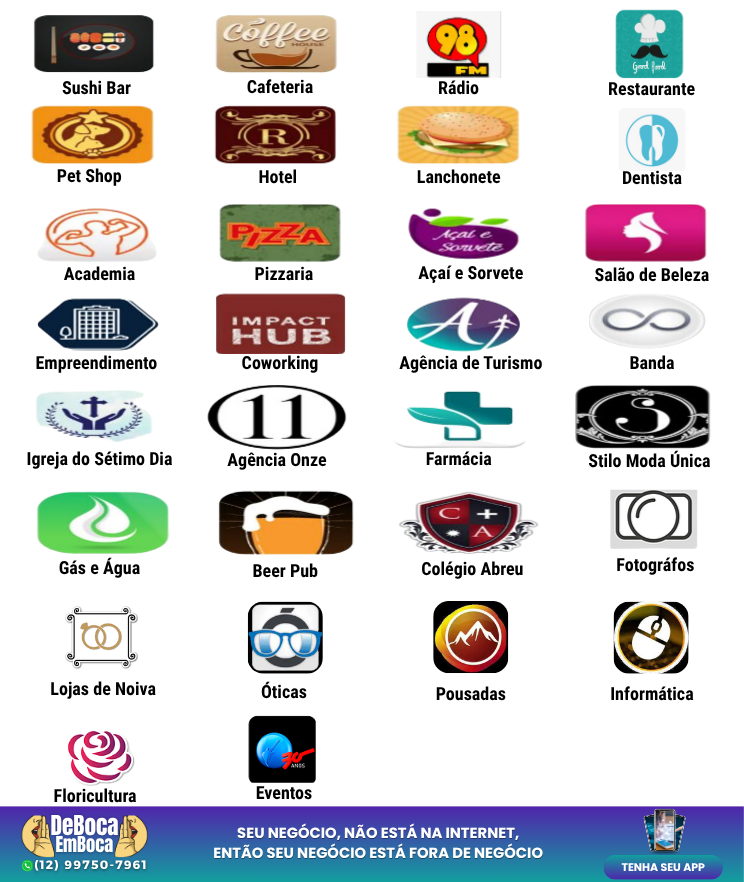 Cóffee
HOUSE
98
FM
Good food
Sushi Bar
Cafeteria
Rádio
Restaurante
R
Pet Shop
Hotel
Lanchonete
Dentista
PIZZA
Açaí e
Sorvete
Academia
Pizzaria
Açaí e Sorvete
Salão de Beleza
IMPACT
HUB
A
Empreendimento
Coworking
Agência de Turismo
Banda
11
S
Igreja do Sétimo Dia
Agência Onze
Farmácia
Stilo Moda Única
C
A
Gás e Água
Beer Pub
Colégio Abreu
Fotográfos
Ó
Lojas de Noiva
Óticas
Pousadas
Informática
30
ANOS
Floricultura
Eventos
DeBoca
EmBoca
(12) 99750-7961
SEU NEGÓCIO, NÃO ESTÁ NA INTERNET,
ENTÃO SEU NEGÓCIO ESTÁ FORA DE NEGÓCIO
TENHA SEU APP